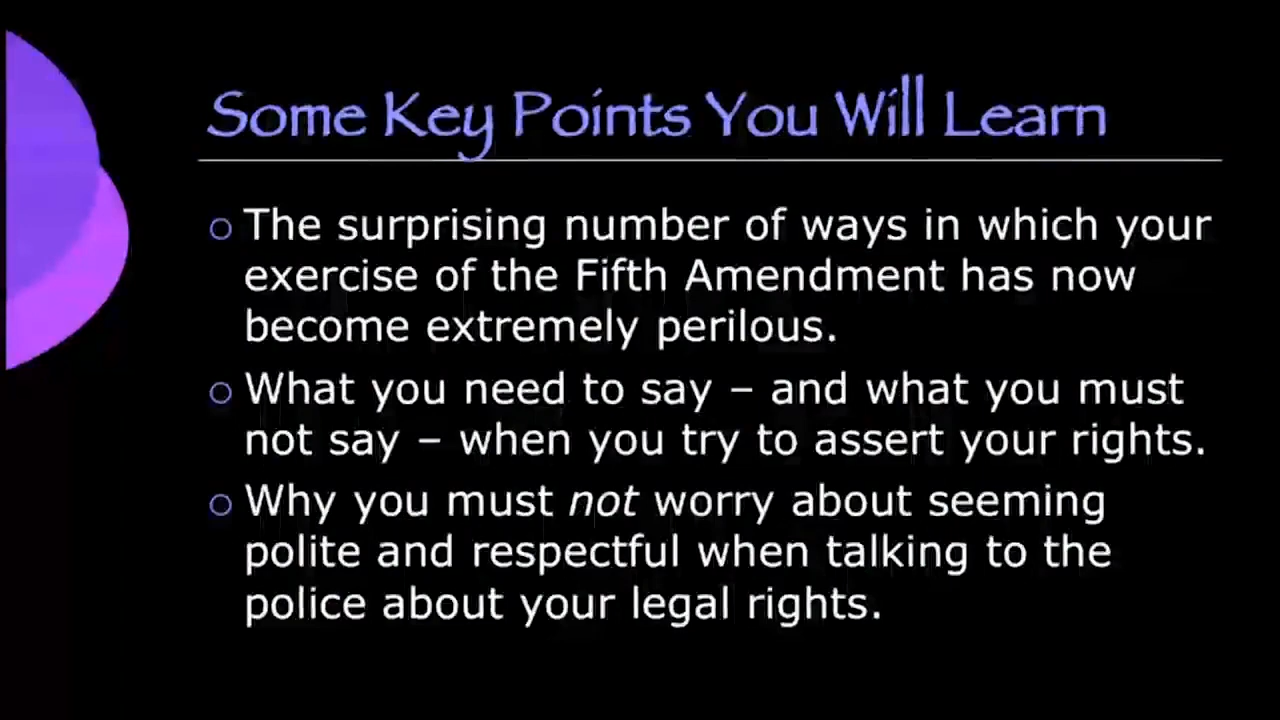 Some Key Points You Will Learn
The surprising number of ways in which your
exercise of the Fifth Amendment has now
become extremely perilous.
What you need to say – and what you must
not say – when you try to assert your rights.
Why you must not worry about seeming
polite and respectful when talking to the
police about your legal rights.